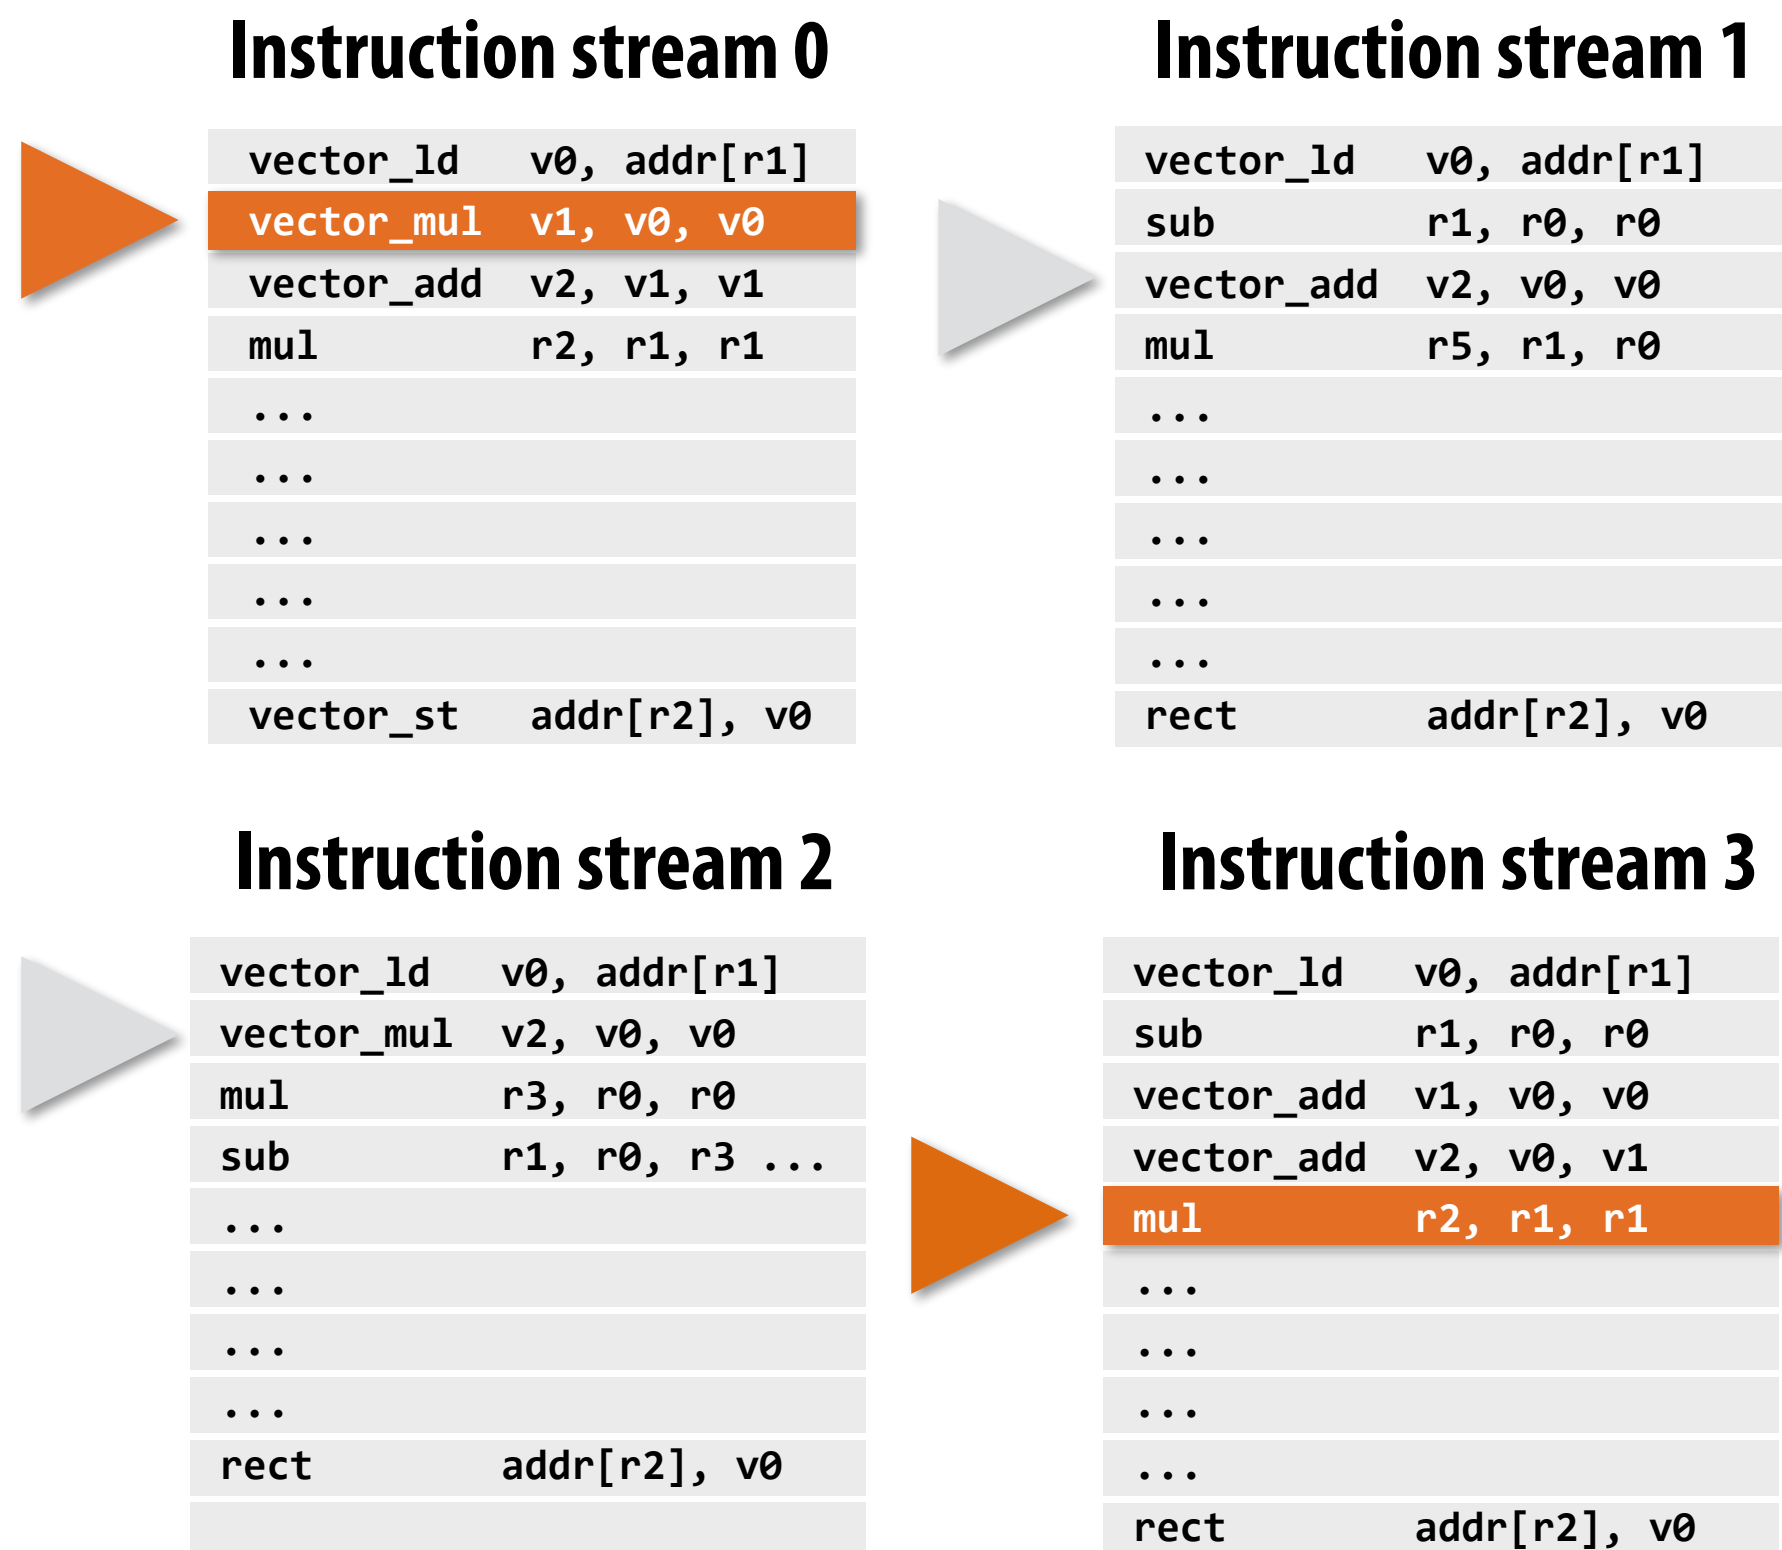 Instruction stream 0
vector_ld v0, addr[r1]
vector_mul v1, v0, v0
vector_add v2, v1, v1
mul r2, r1, r1
...
...
...
...
...
vector_st addr[r2], v0
Instruction stream 1
vector_ld v0, addr[r1]
sub r1, r0, r0
vector_add v2, v0, v0
mul r5, r1, r0
...
...
...
...
...
rect addr[r2], v0
Instruction stream 2
vector_ld v0, addr[r1]
vector_mul v2, v0, v0
mul r3, r0, r0
sub r1, r0, r3 ...
...
...
...
...
rect addr[r2], v0
Instruction stream 3
vector_ld v0, addr[r1]
sub r1, r0, r0
vector_add v1, v0, v0
vector_add v2, v0, v1
mul r2, r1, r1
...
...
...
...
rect addr[r2], v0